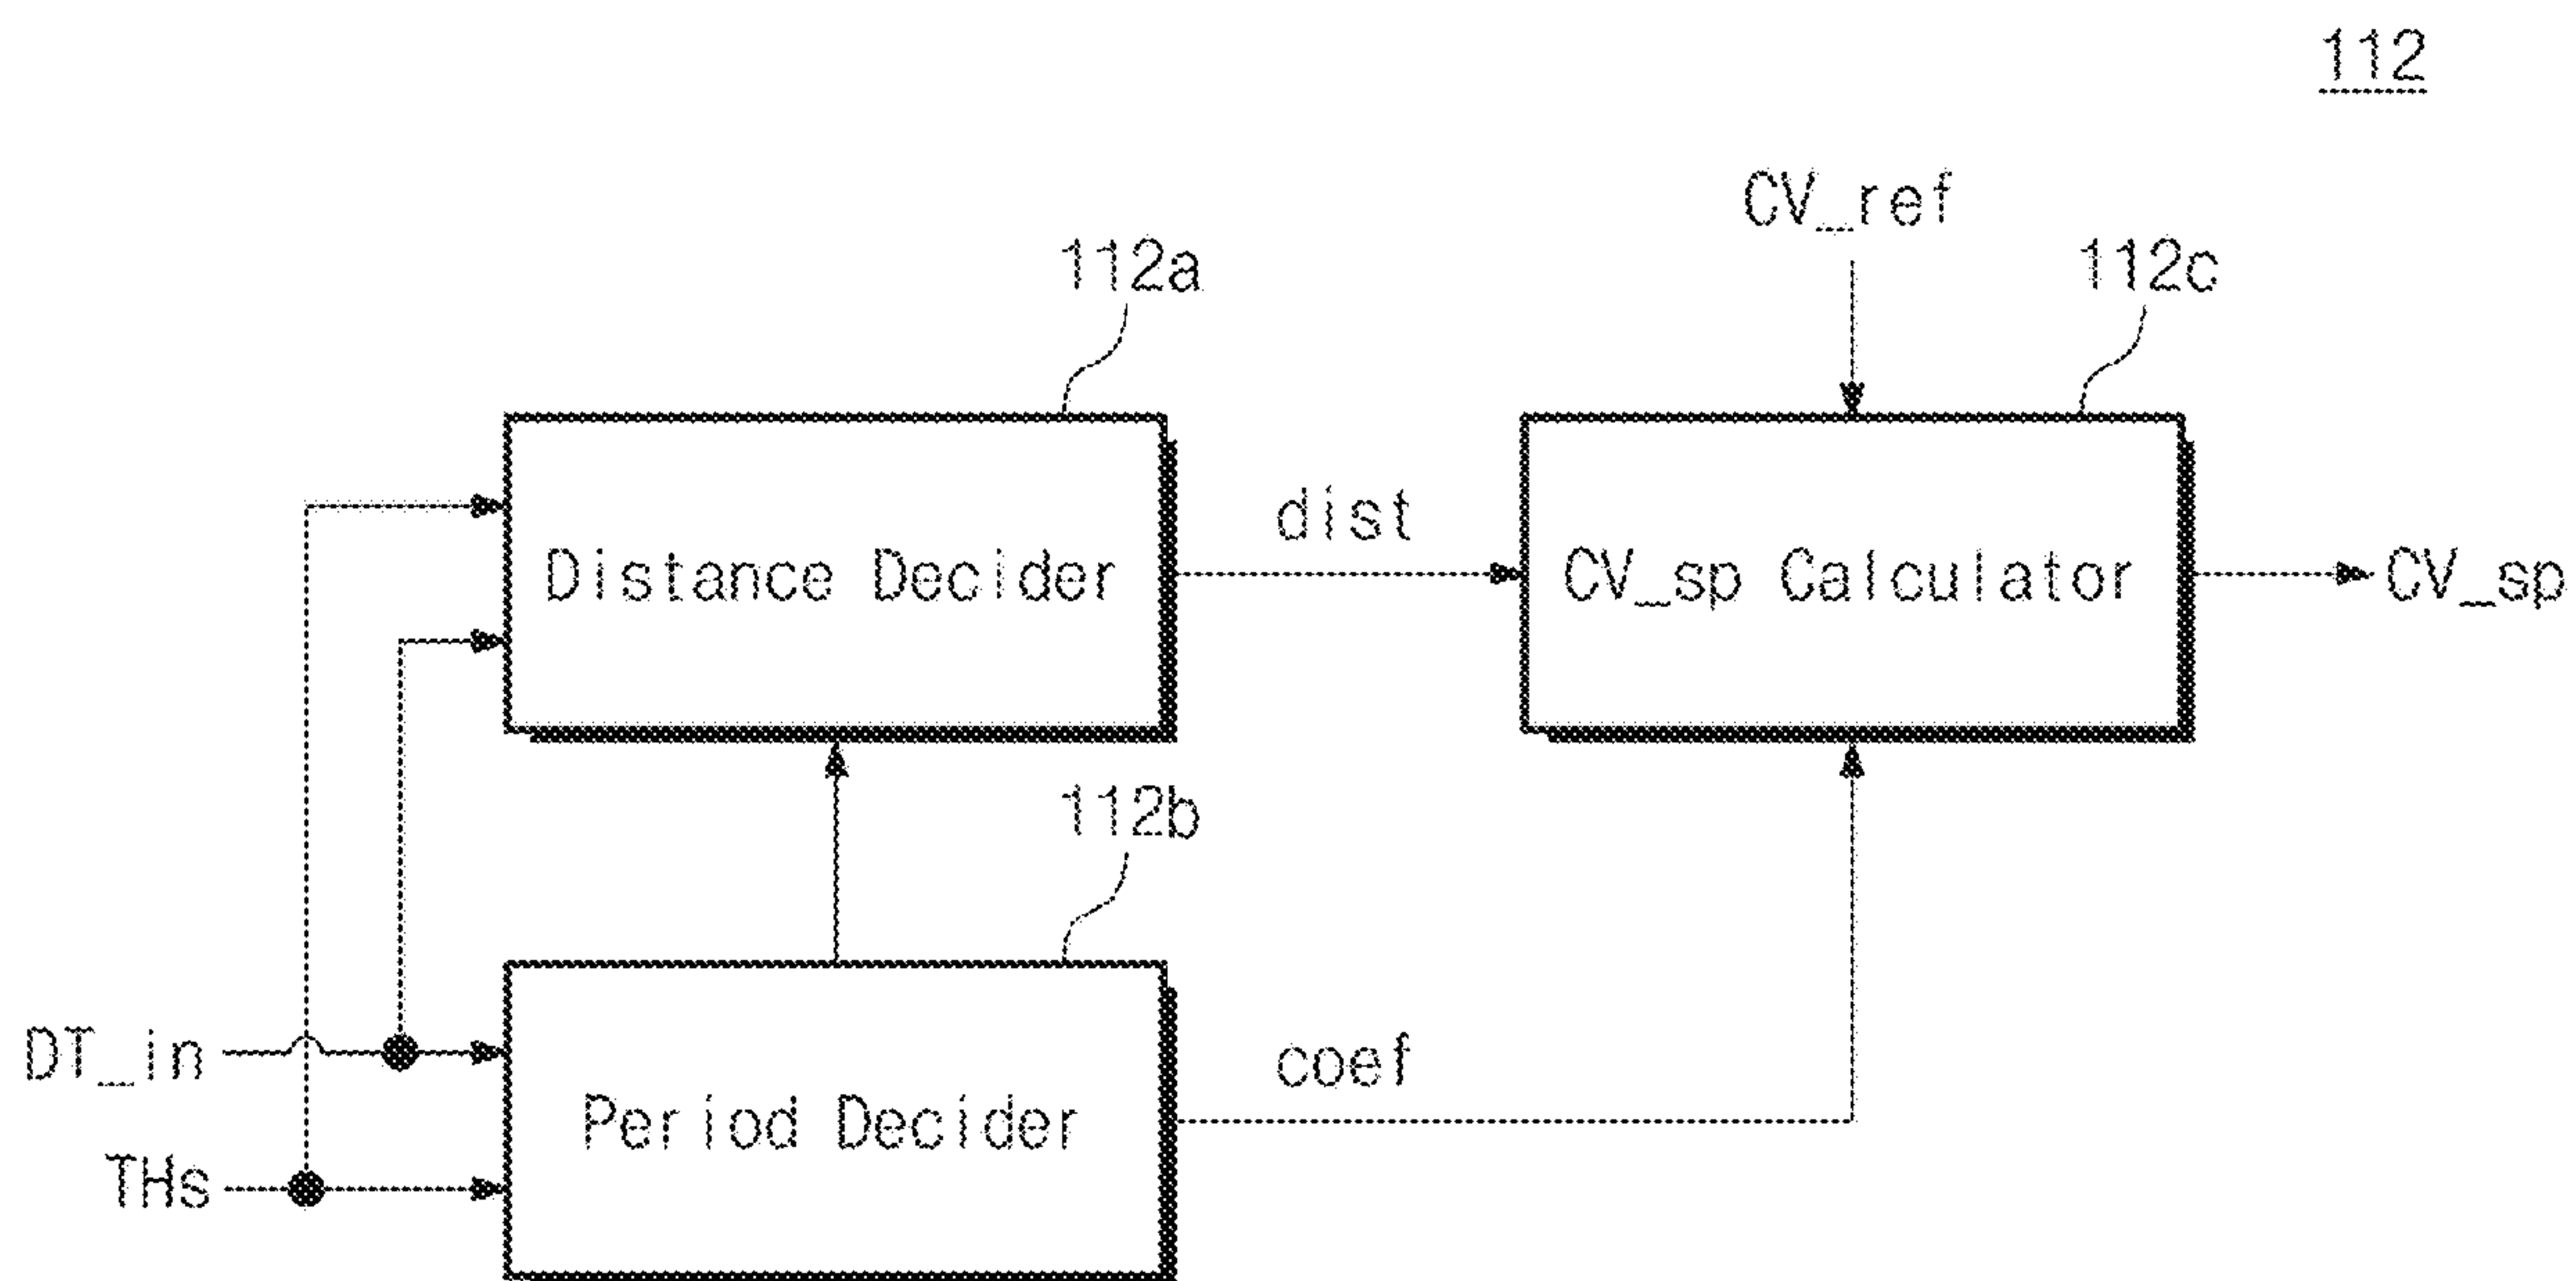 112
CV_ref
112a
112c
dist
Distance Decider
CV_sp Calculator
CV_sp
112b
DT_in
coef
Period Decider
THs